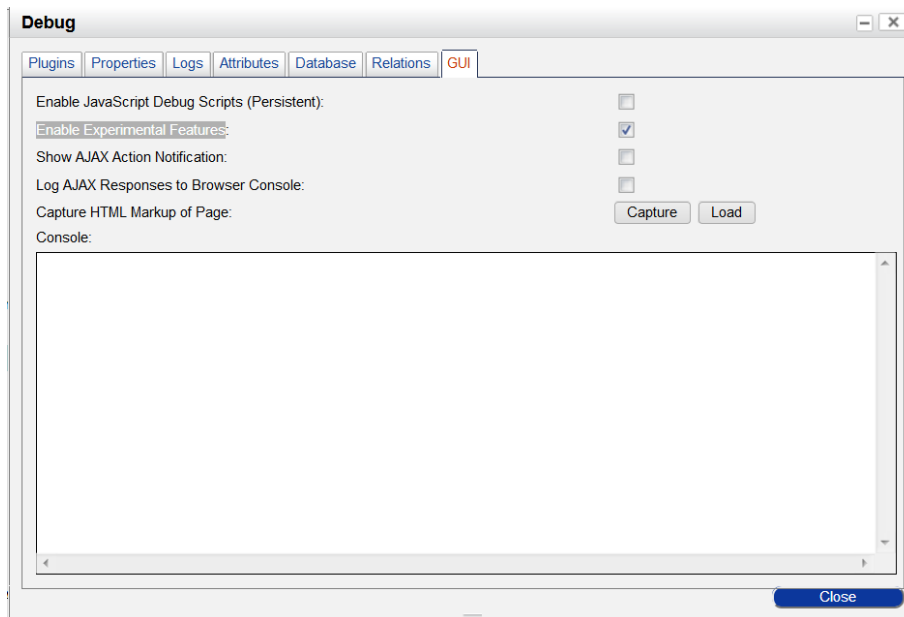 Debug
Plugins Properties Logs Attributes Database Relations GUI
Enable JavaScript Debug Scripts (Persistent):
Enable Experimental Features:
Show AJAX Action Notification:
Log AJAX Responses to Browser Console:
Capture HTML Markup of Page: Capture Load
Console:
Close